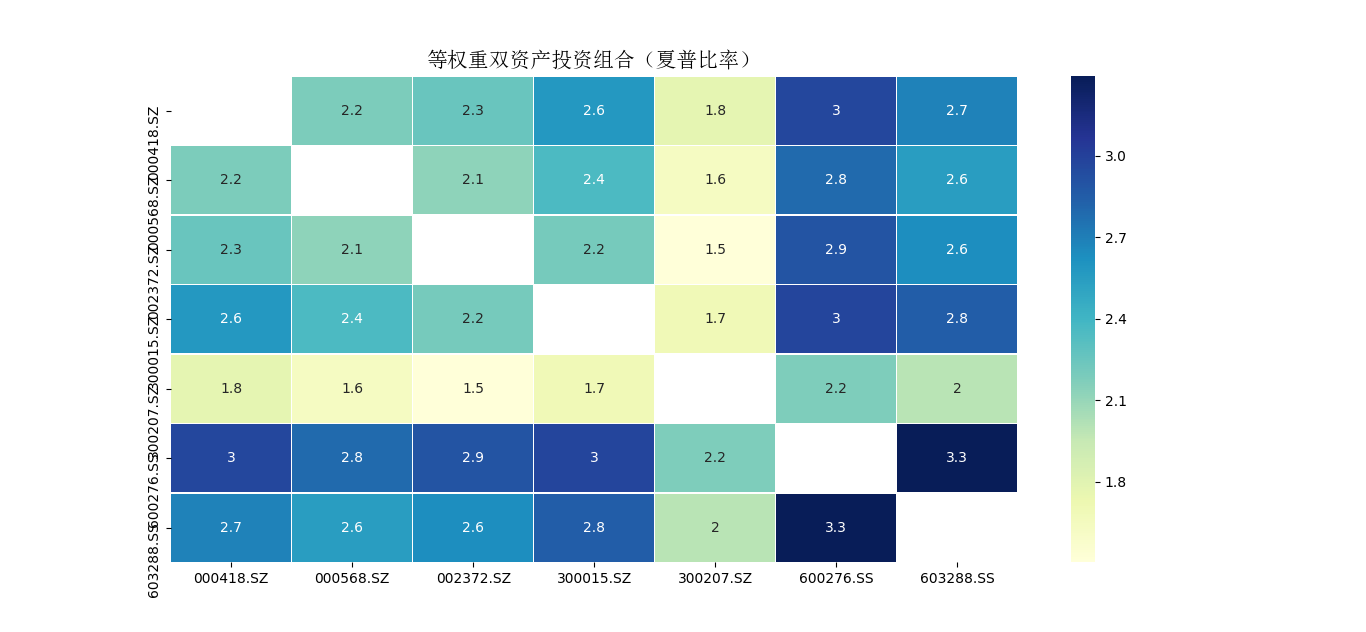 等权重双资产投资组合（夏普比率）
000418.SZ 2.2 2.3 2.6 1.8 3 2.7
000568.SZ 2.2 2.1 2.4 1.6 2.8 2.6
002372.SZ 2.3 2.1 2.2 1.5 2.9 2.6
300015.SZ 2.6 2.4 2.2 1.7 3 2.8
300207.SZ 1.8 1.6 1.5 1.7 2.2 2
600276.SS 3 2.8 2.9 3 2.2 3.3
603288.SS 2.7 2.6 2.6 2.8 2 3.3
000418.SZ 000568.SZ 002372.SZ 300015.SZ 300207.SZ 600276.SS 603288.SS
3.0
2.7
2.4
2.1
1.8